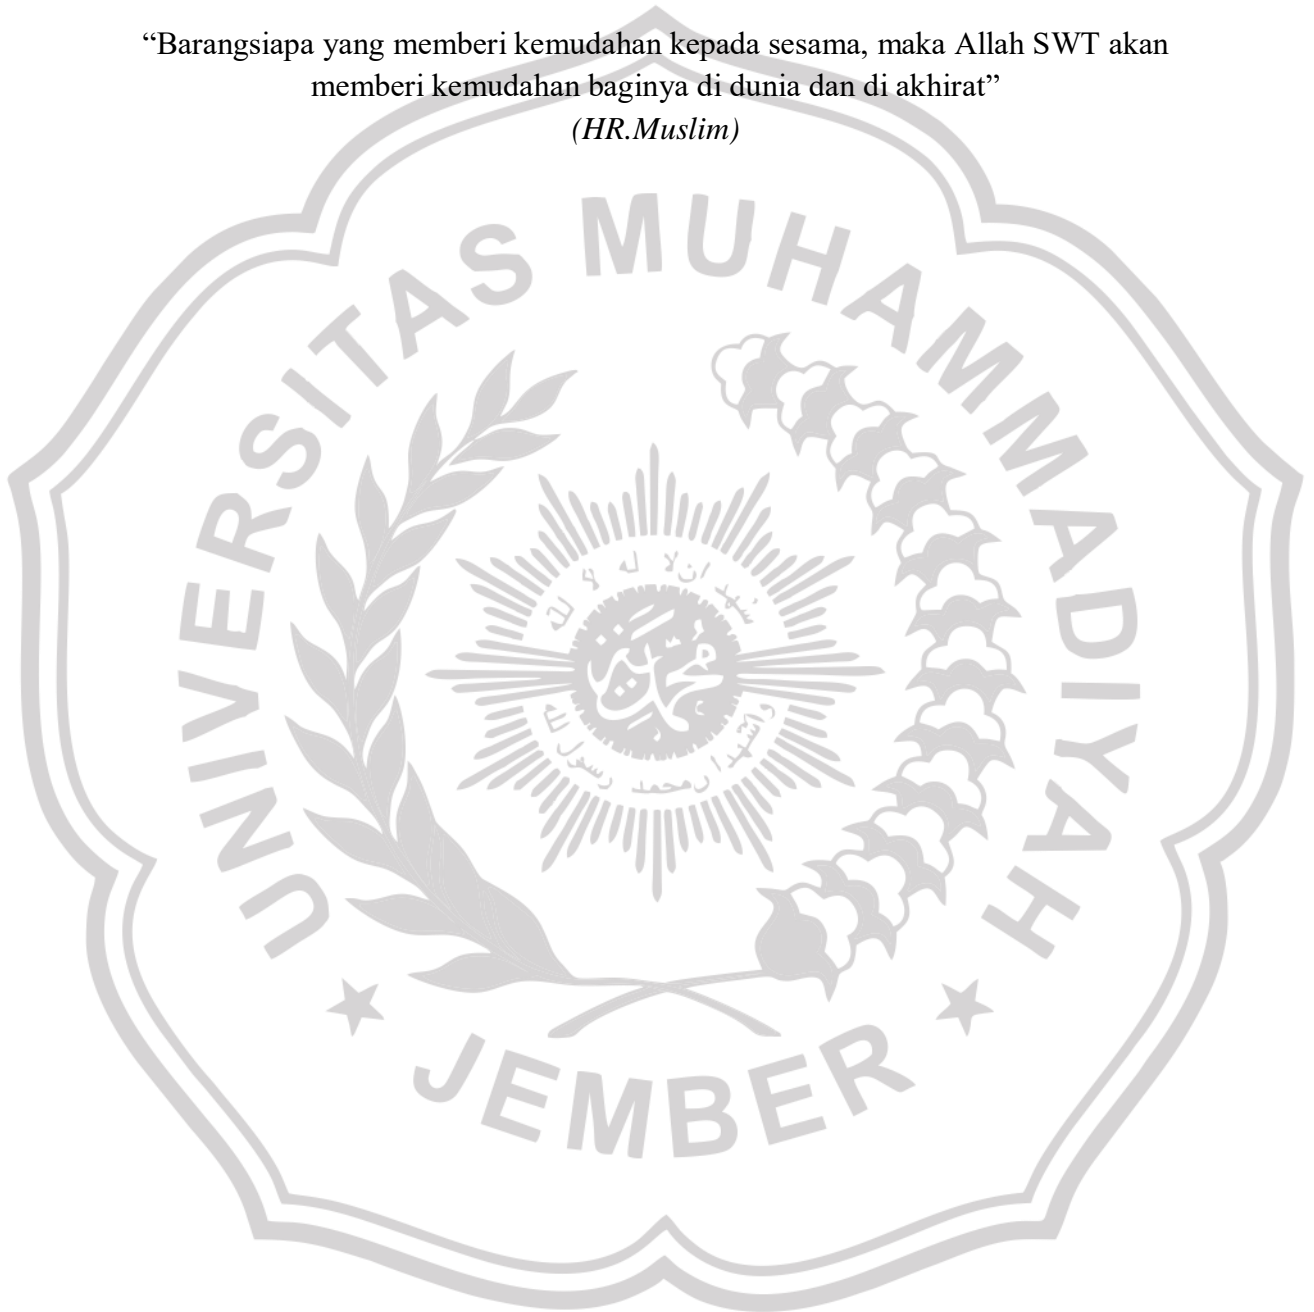 “Barangsiapa yang memberi kemudahan kepada sesama, maka Allah SWT akan
memberi kemudahan baginya di dunia dan di akhirat”
(HR.Muslim)
UNIVERSITAS MUHAMMADIYAH
JEMBER